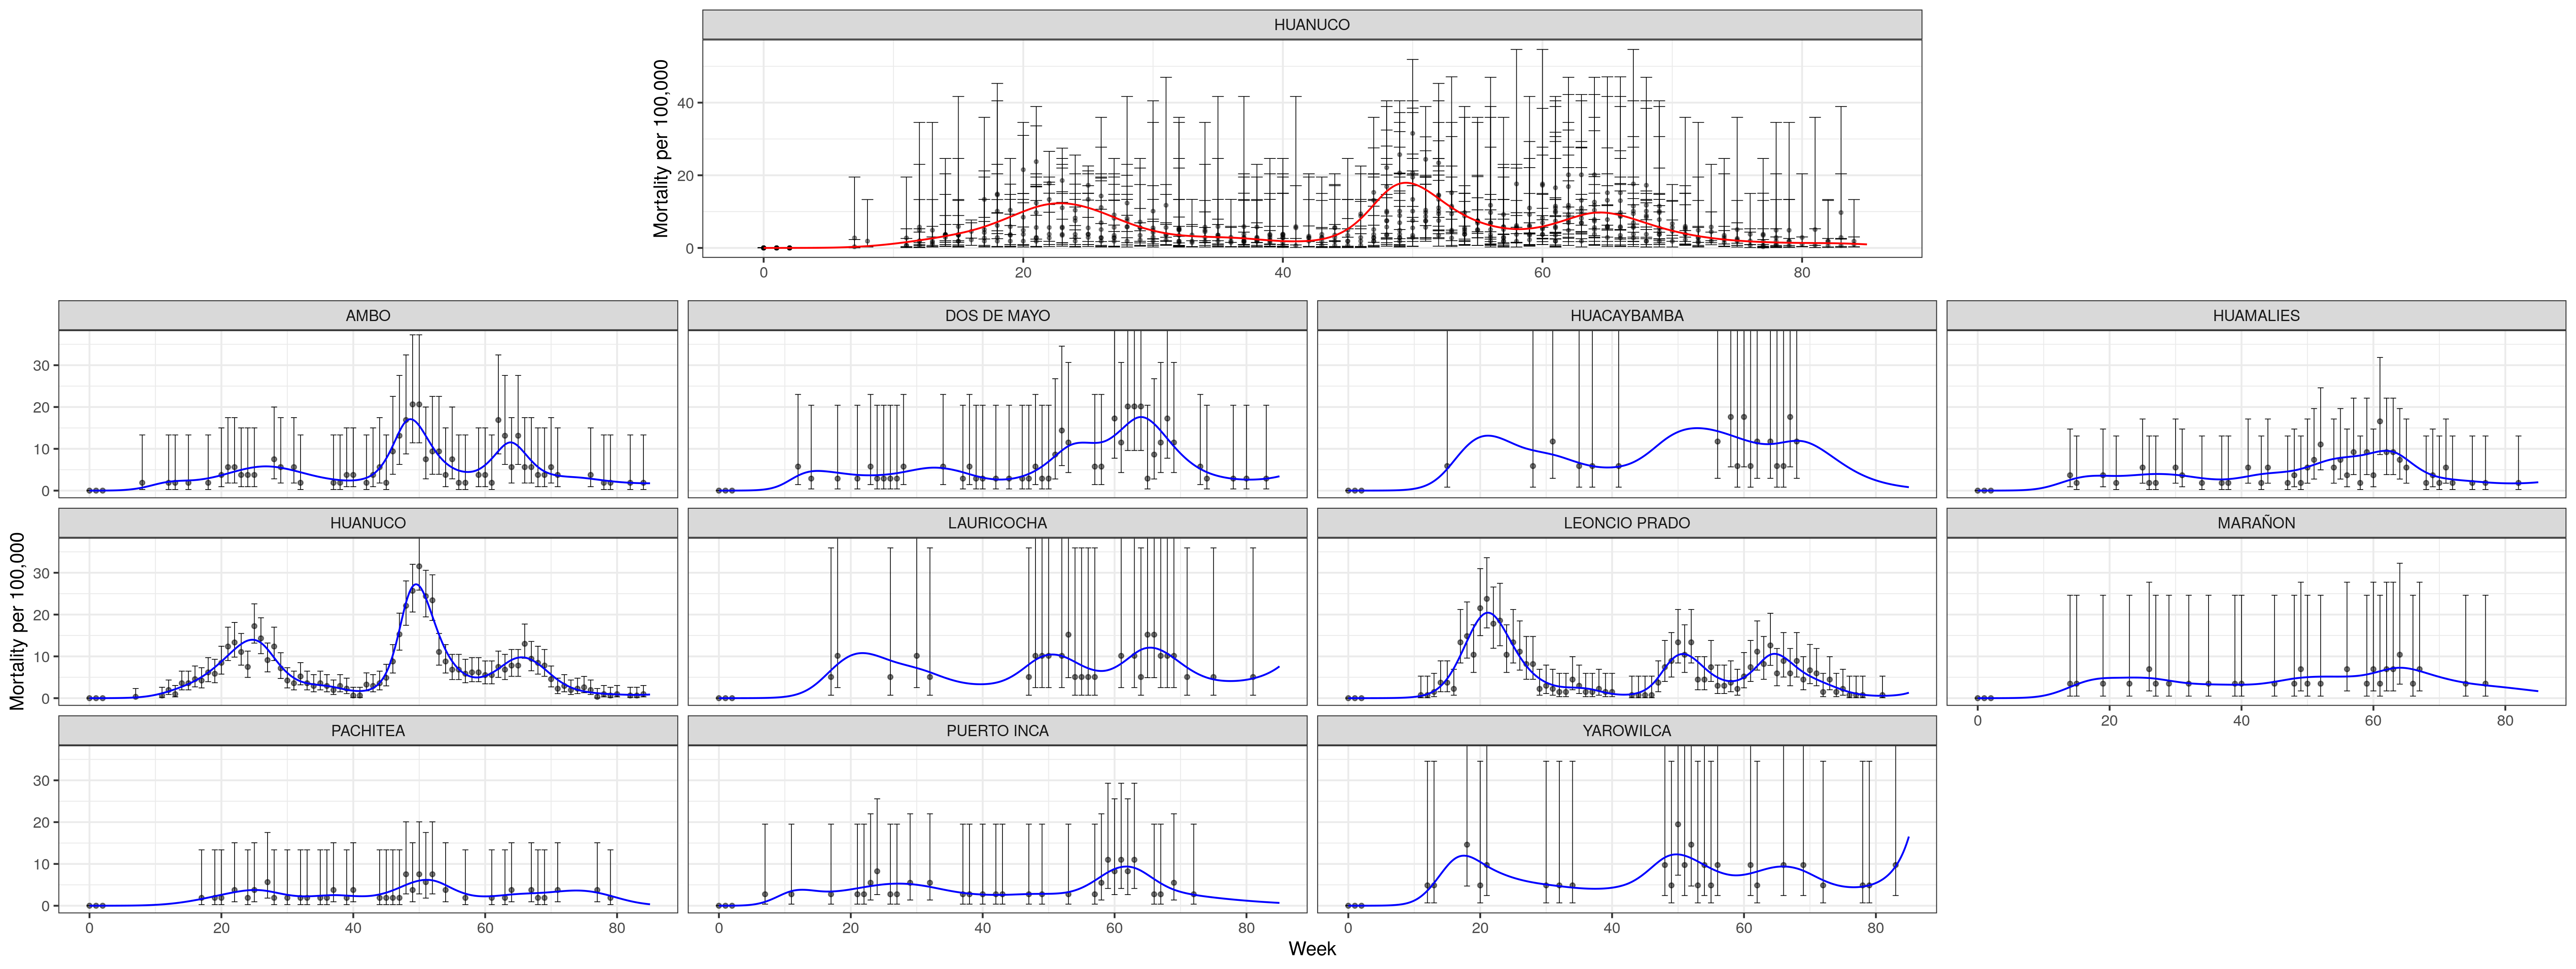 HUANUCO
Mortality per 100,000
40
20
0
0 20 40 60 80
AMBO DOS DE MAYO HUACAYBAMBA HUAMALIES
30
20
10
0
HUANUCO LAURICOCHA LEONCIO PRADO MARAÑON
Mortality per 100,000
30
20
10
0
0 20 40 60 80
PACHITEA PUERTO INCA YAROWILCA
30
20
10
0
0 20 40 60 80 0 20 40 60 80 0 20 40 60 80
Week